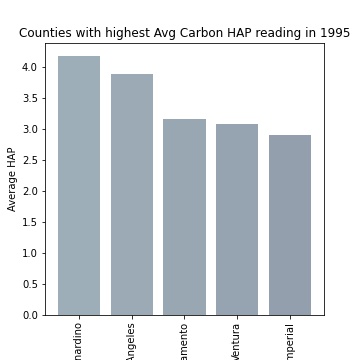 Counties with highest Avg Carbon HAP reading in 1995
Average HAP
4.0
3.5
3.0
2.5
2.0
1.5
1.0
0.5
0.0
nardino
Angeles
amento
Ventura
mperial